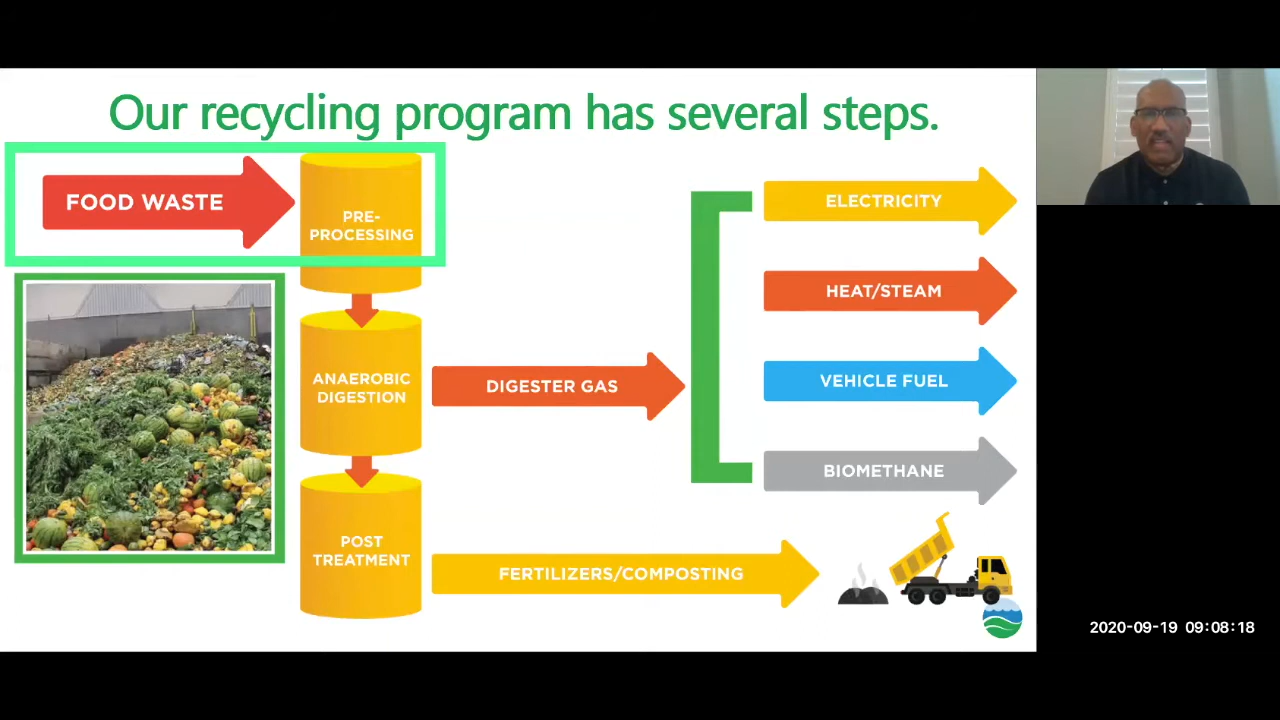 Our recycling program has several steps.
FOOD WASTE
PRE-
PROCESSING
ANAEROBIC
DIGESTION
POST
TREATMENT
DIGESTER GAS
ELECTRICITY
HEAT/STEAM
VEHICLE FUEL
BIOMETHANE
FERTILIZERS/COMPOSTING
2020-09-19 09:08:18